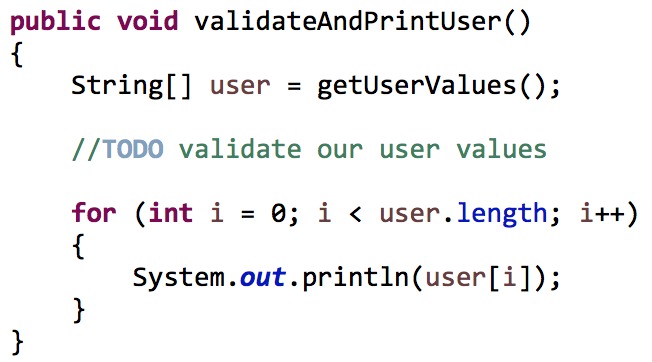 public void validateAndPrintUser()
{
    String[] user = getUserValues();

    //TODO validate our user values

    for (int i = 0; i < user.length; i++)
    {
        System.out.println(user[i]);
    }
}